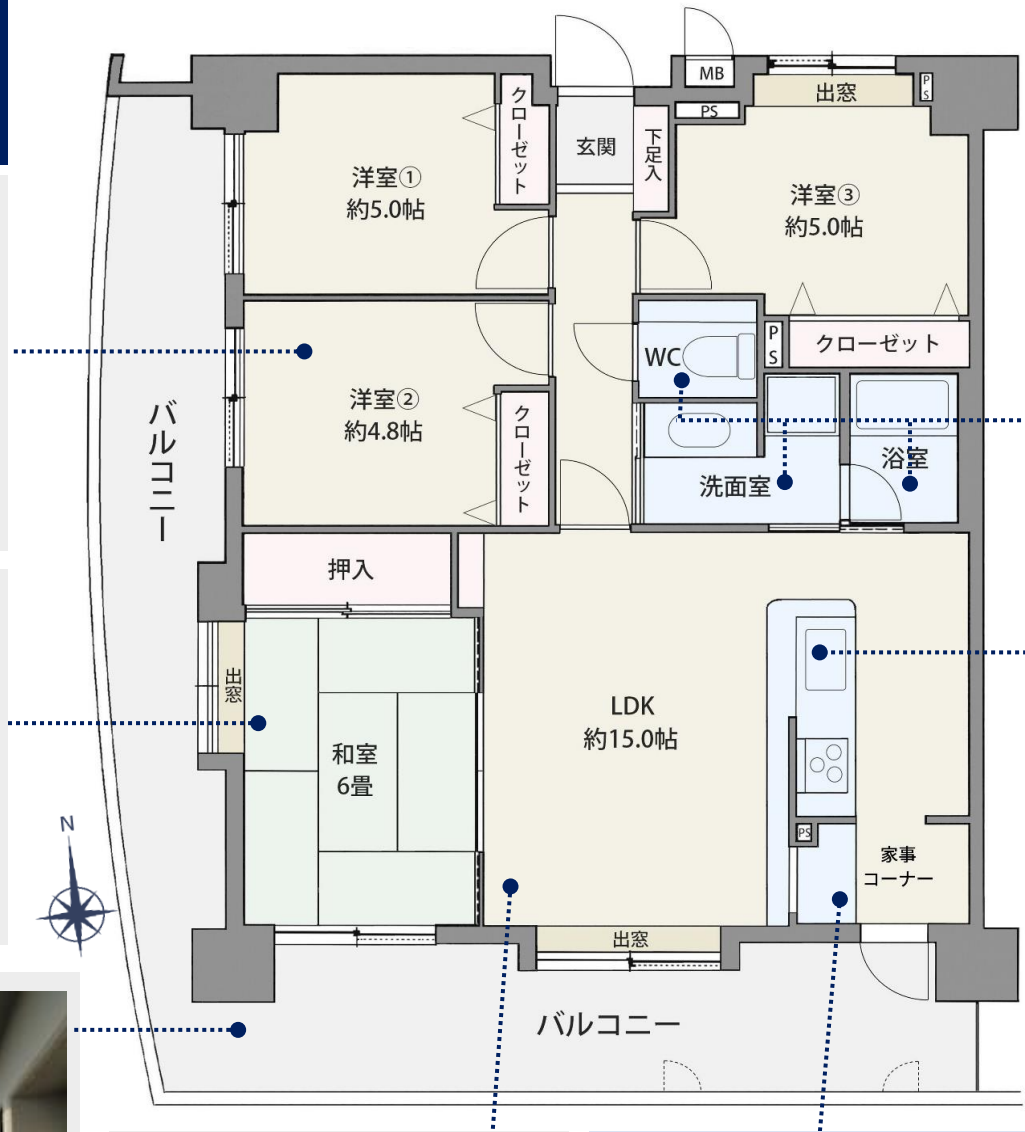 MB
PS
出窓
PS
クローゼット
玄関
下足入
洋室①
約5.0帖
洋室③
約5.0帖
WC
PS
クローゼット
洋室②
約4.8帖
クローゼット
バルコニー
洗面室
浴室
押入
出窓
LDK
約15.0帖
和室
6畳
N
PS
家事
コーナー
出窓
バルコニー